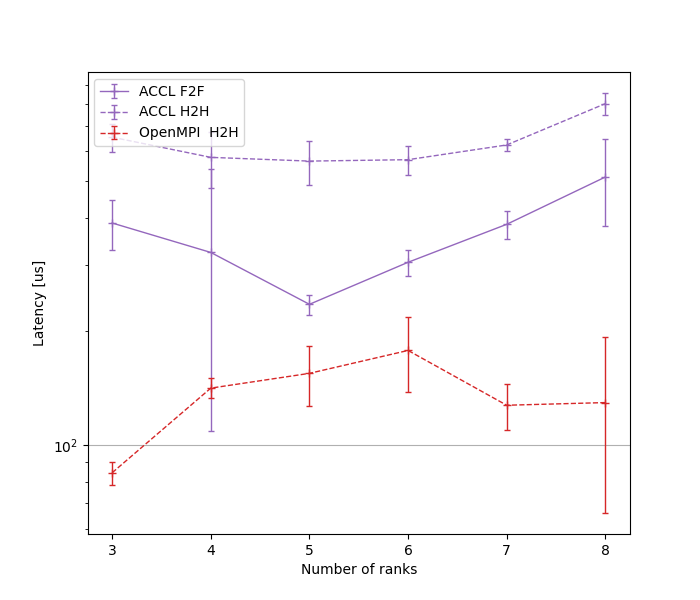 ACCL F2F
ACCL H2H
OpenMPI  H2H
Latency [us]
10²
3 4 5 6 7 8
Number of ranks